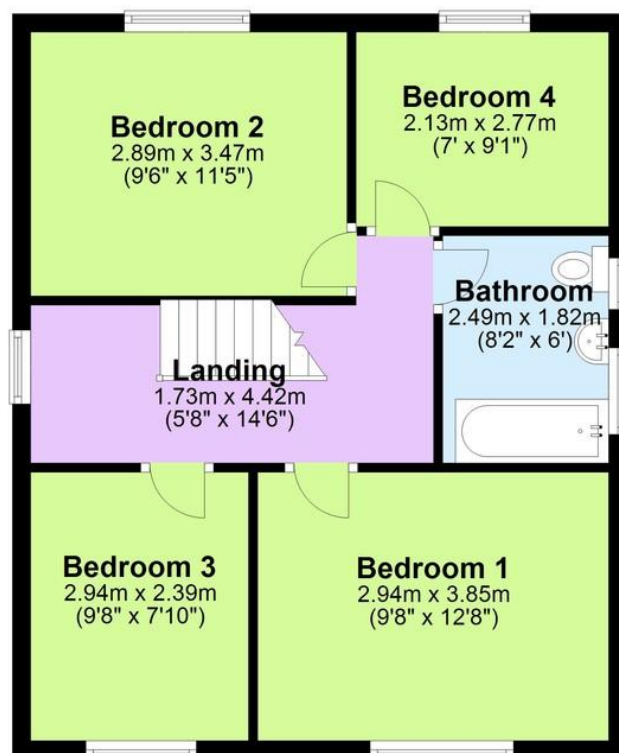 Bedroom 2
2.89m x 3.47m
(9'6" x 11'5")
Bedroom 4
2.13m x 2.77m
(7' x 9'1")
Bathroom
2.49m x 1.82m
(8'2" x 6')
Landing
1.73m x 4.42m
(5'8" x 14'6")
Bedroom 3
2.94m x 2.39m
(9'8" x 7'10")
Bedroom 1
2.94m x 3.85m
(9'8" x 12'8")